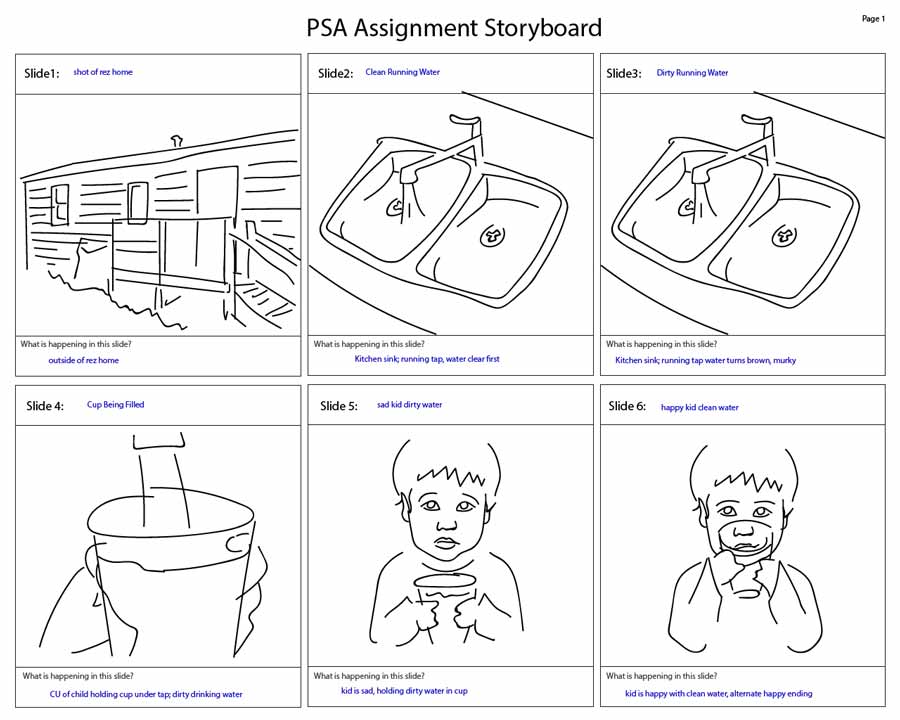 PSA Assignment Storyboard
Page 1
Slide1: shot of rez home
Slide2: Clean Running Water
Slide3: Dirty Running Water
What is happening in this slide?
outside of rez home
What is happening in this slide?
Kitchen sink; running tap, water clear first
What is happening in this slide?
Kitchen sink; running tap water turns brown, murky
Slide 4: Cup Being Filled
Slide 5: sad kid dirty water
Slide 6: happy kid clean water
What is happening in this slide?
CU of child holding cup under tap; dirty drinking water
What is happening in this slide?
kid is sad, holding dirty water in cup
What is happening in this slide?
kid is happy with clean water, alternate happy ending